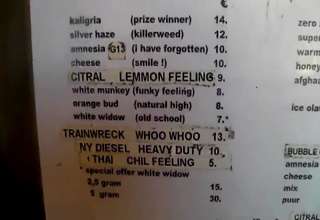 €
kaligria (prize winner) 14.
silver haze (killerweed) 12.
amnesia G13 (i have forgotten) 10.
cheese (smile !) 10.
CITRAL LEMMON FEELING 9.
white munkey (funky feeling) 8.
orange bud (natural high) 8.
white widow (old school) 7.*
TRAINWRECK WHOO WHOO 13.
NY DIESEL HEAVY DUTY 10
THAI CHIL FEELING 5.
special offer white widow
2,5 gram 15.
5 gram 30.
zero
super
warm
honey
afgha
ice ola
BUBBLE
amnesia
cheese
mix
puur